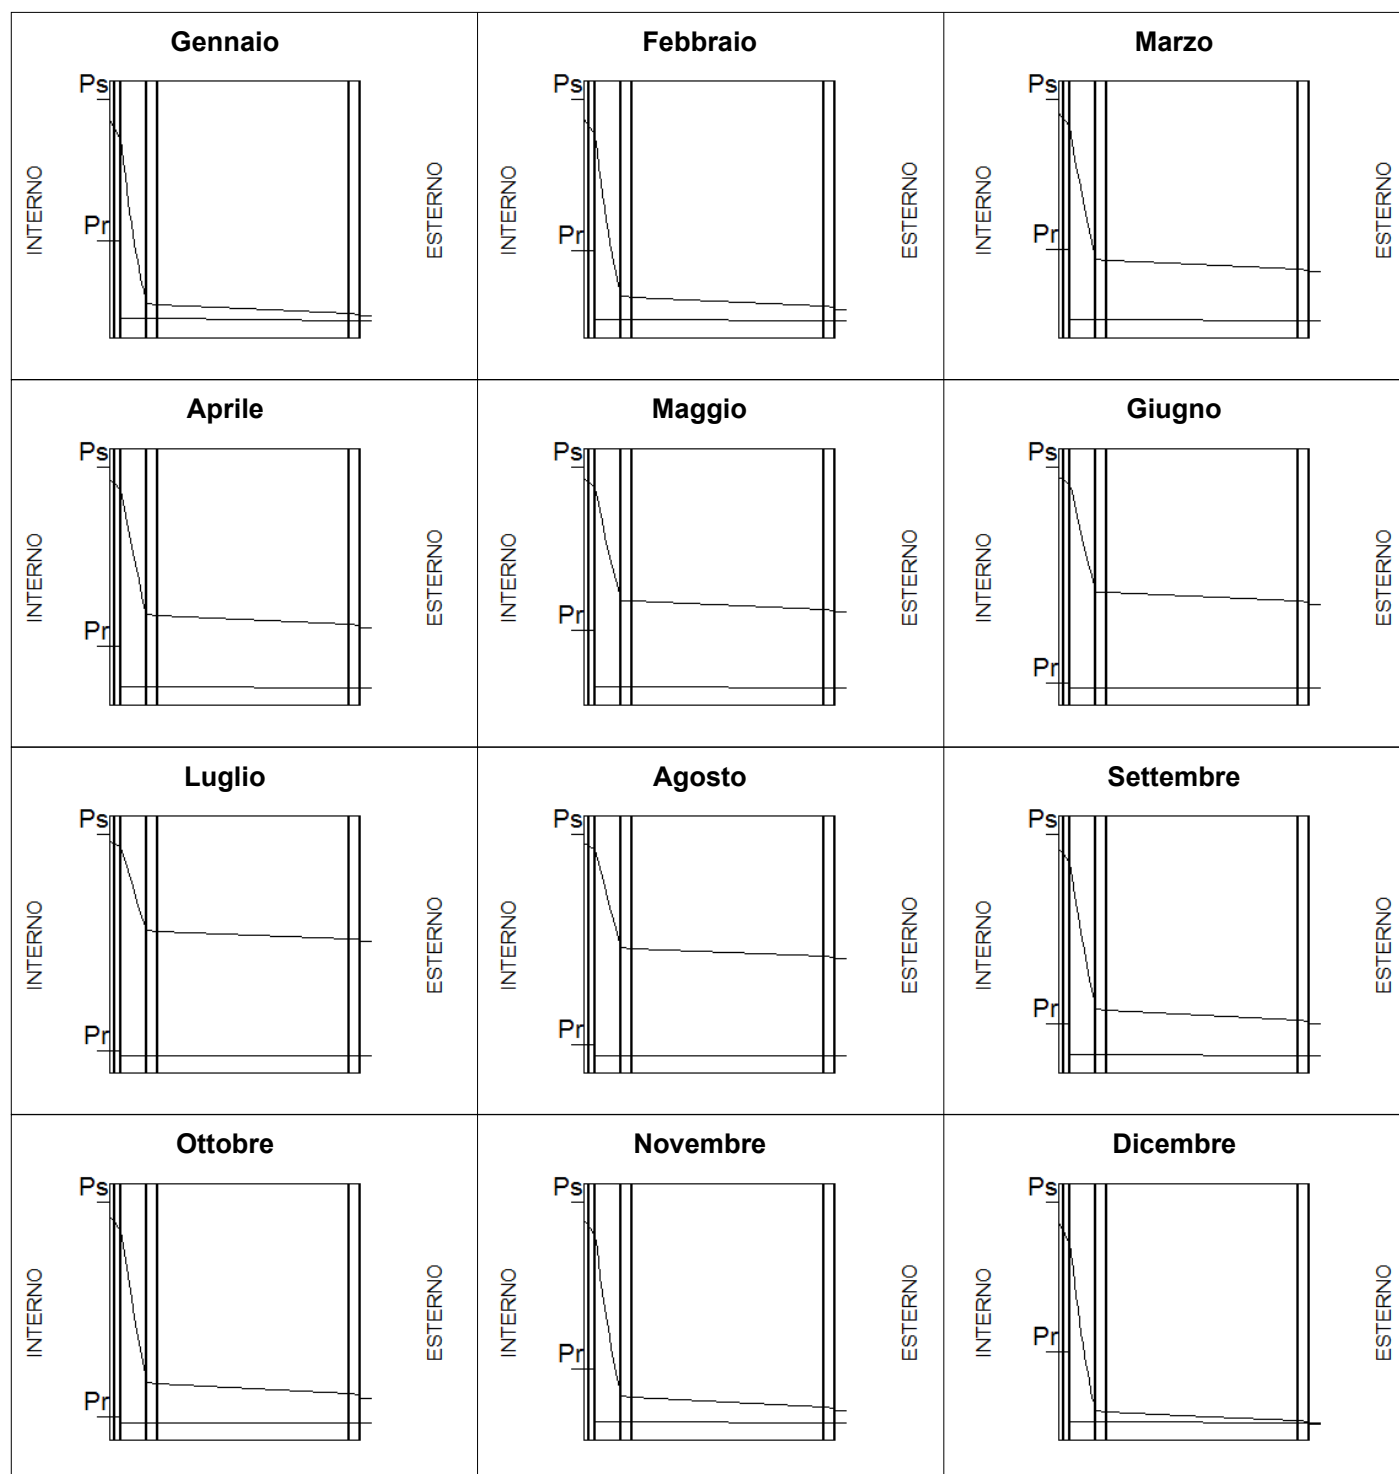 Gennaio
Febbraio
Marzo
Ps
Ps
Ps
INTERNO
Pr
ESTERNO
INTERNO
Pr
ESTERNO
INTERNO
Pr
ESTERNO
Aprile
Maggio
Giugno
Ps
Ps
Ps
INTERNO
Pr
ESTERNO
INTERNO
Pr
ESTERNO
INTERNO
Pr
ESTERNO
Luglio
Agosto
Settembre
Ps
Ps
Ps
INTERNO
Pr
ESTERNO
INTERNO
Pr
ESTERNO
INTERNO
Pr
ESTERNO
Ottobre
Novembre
Dicembre
Ps
Ps
Ps
INTERNO
Pr
ESTERNO
INTERNO
Pr
ESTERNO
INTERNO
Pr
ESTERNO